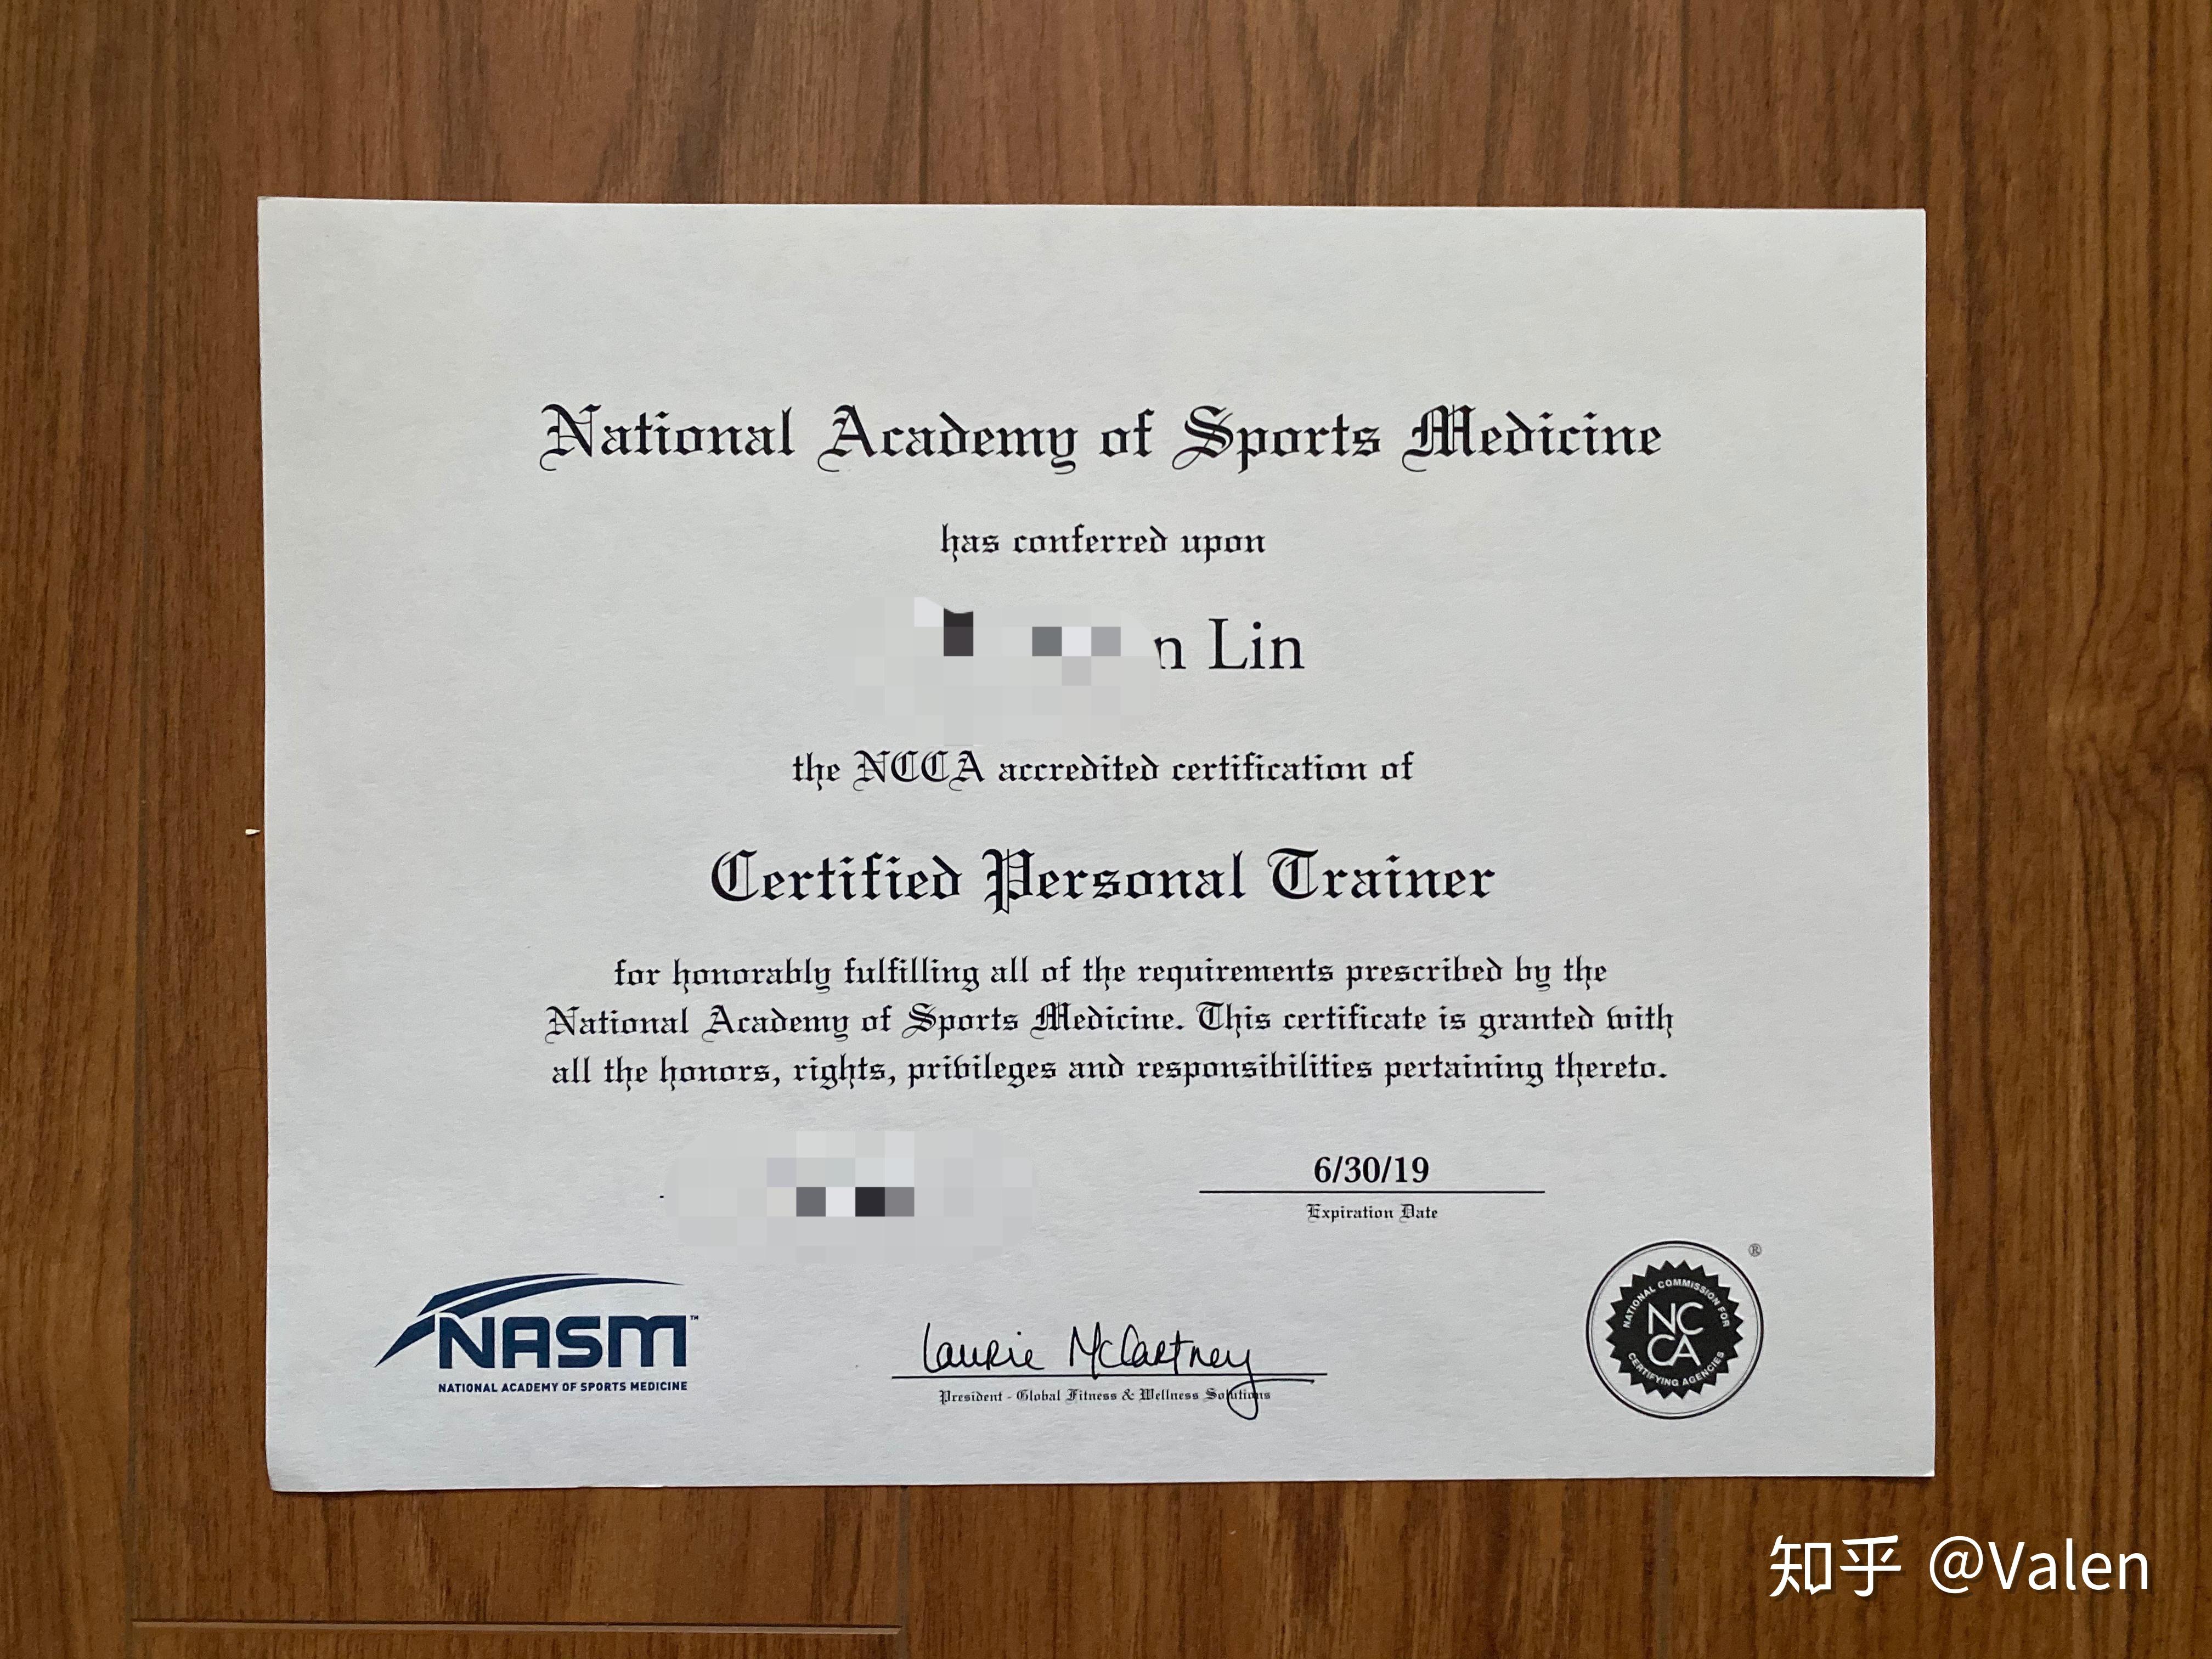 National Academy of Sports Medicine
has conferred upon
n Lin
the NCCA accredited certification of
Certified Personal Trainer
for honorably fulfilling all of the requirements prescribed by the
National Academy of Sports Medicine. This certificate is granted with
all the honors, rights, privileges and responsibilities pertaining thereto.
6/30/19
Expiration Date
NASM™
NATIONAL ACADEMY OF SPORTS MEDICINE
Laurie McCartney
President - Global Fitness & Wellness Solutions
®
NATIONAL COMMISSION FOR
NC
CA
CERTIFYING AGENCIES
知乎 @Valen